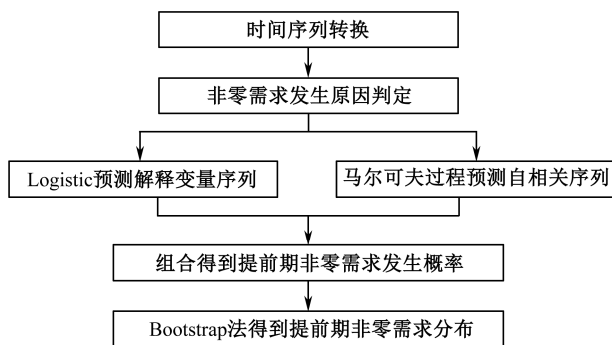 时间序列转换
非零需求发生原因判定
Logistic预测解释变量序列
马尔可夫过程预测自相关序列
组合得到提前期非零需求发生概率
Bootstrap法得到提前期非零需求分布